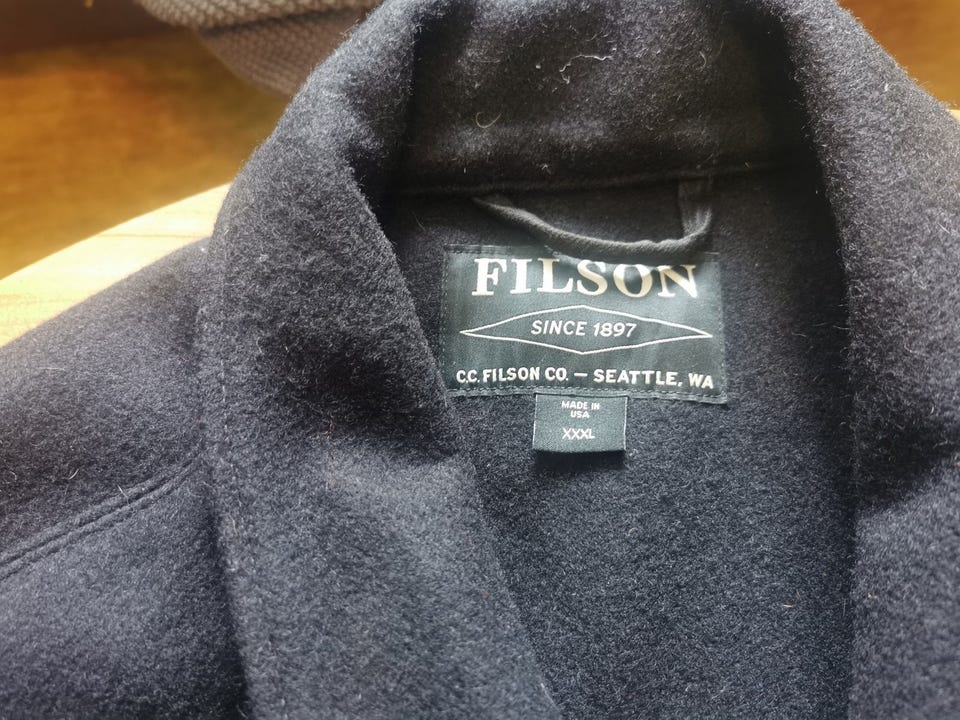 FILSON
SINCE 1897
C.C. FILSON CO. — SEATTLE, WA
MADE IN
USA
XXXL